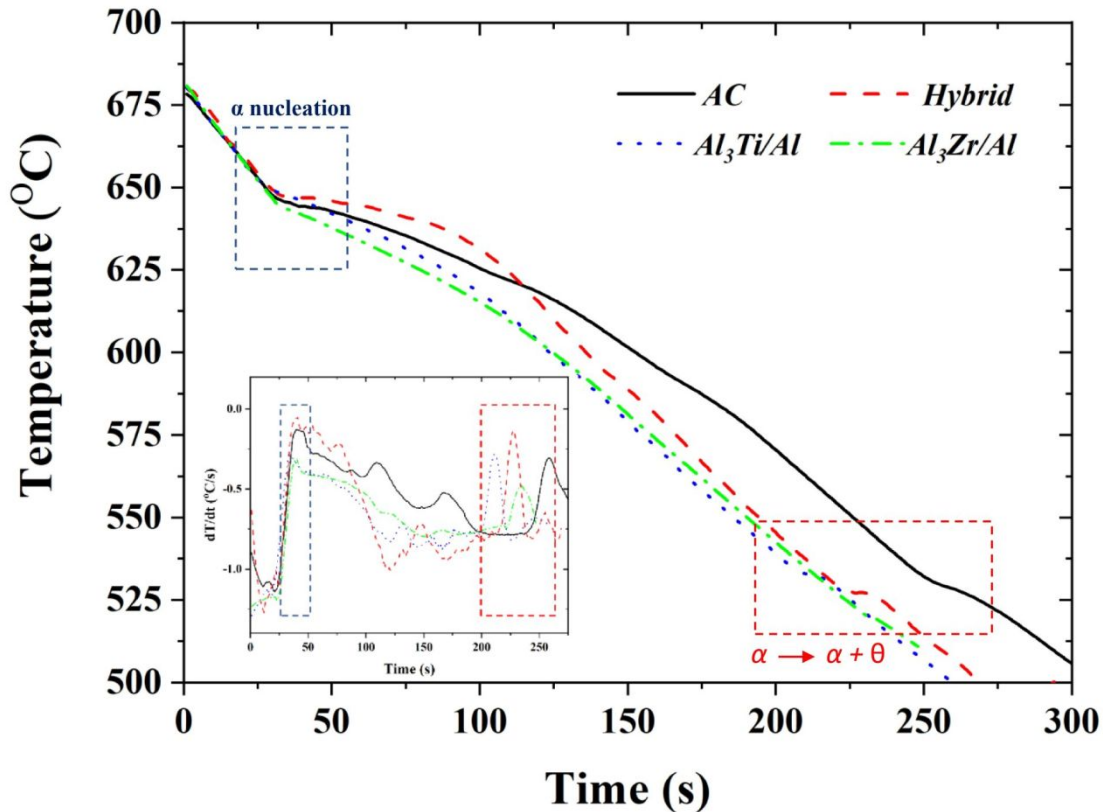 700
675
650
625
600
575
550
525
500
Temperature (OC)
α nucleation
AC
Hybrid
Al3Ti/Al
Al3Zr/Al
0.0
-0.5
-1.0
dT/dt (°C/s)
0 50 100 150 200 250
Time (s)
α → α + θ
0 50 100 150 200 250 300
Time (s)